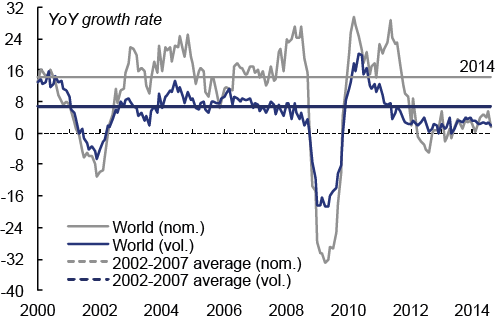 YoY growth rate
32
24
16
8
0
-8
-16
-24
-32
-40
2014
World (nom.)
World (vol.)
2002-2007 average (nom.)
2002-2007 average (vol.)
2000 2002 2004 2006 2008 2010 2012 2014